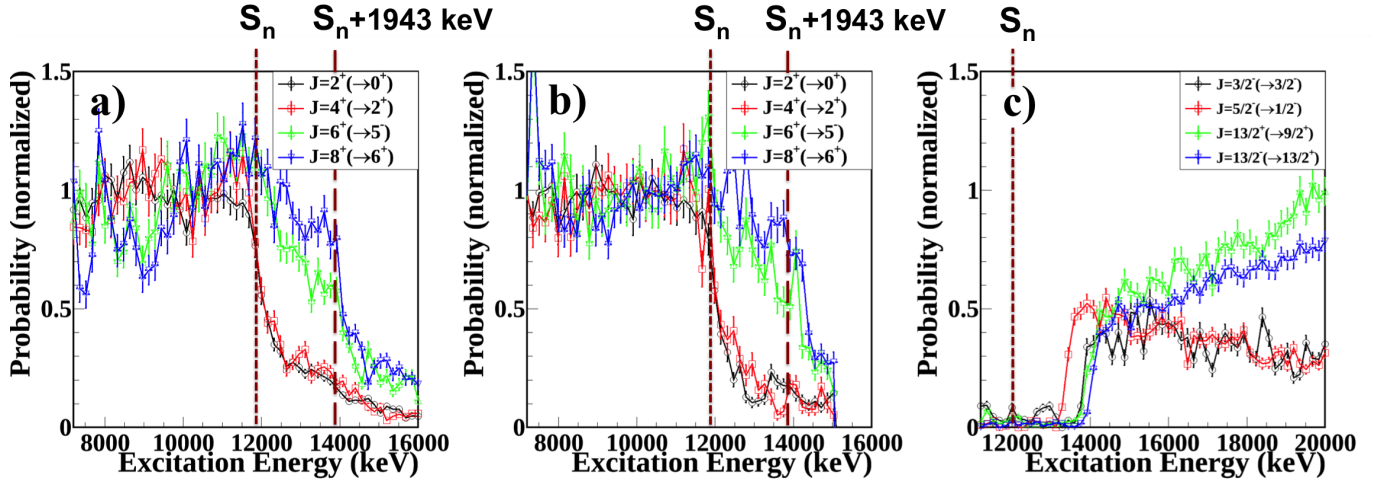 Sn Sn+1943 keV Sn Sn+1943 keV Sn
a)
1.5
1
0.5
0
Probability (normalized)
J=2+(→0+)
J=4+(→2+)
J=6+(→5-)
J=8+(→6+)
8000 10000 12000 14000 16000
Excitation Energy (keV)
b)
1.5
1
0.5
0
Probability (normalized)
J=2+(→0+)
J=4+(→2+)
J=6+(→5-)
J=8+(→6+)
8000 10000 12000 14000 16000
Excitation Energy (keV)
c)
1.5
1
0.5
0
Probability (normalized)
J=3/2-(→3/2-)
J=5/2-(→1/2-)
J=13/2+(→9/2+)
J=13/2-(→13/2+)
12000 14000 16000 18000 20000
Excitation Energy (keV)